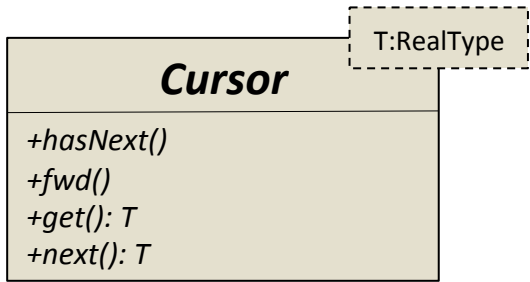 T:RealType
Cursor
+hasNext()
+fwd()
+get(): T
+next(): T